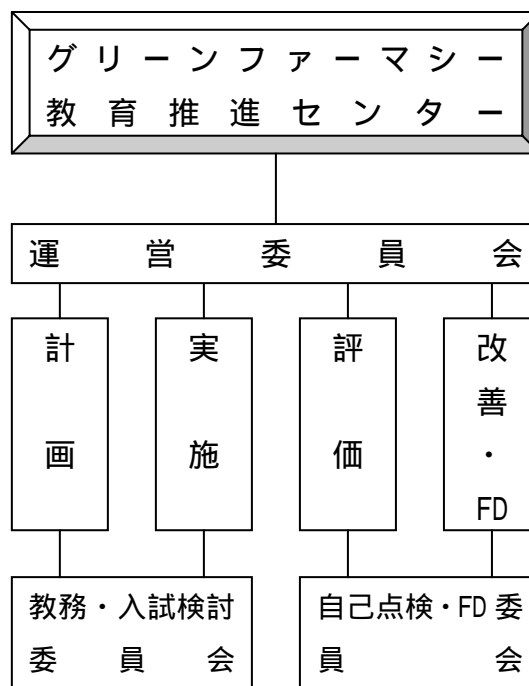 グリーンファーマシー
教育推進センター
運営委員会
計画
実施
評価
改善・FD
教務・入試検討
委員会
自己点検・FD委
員会